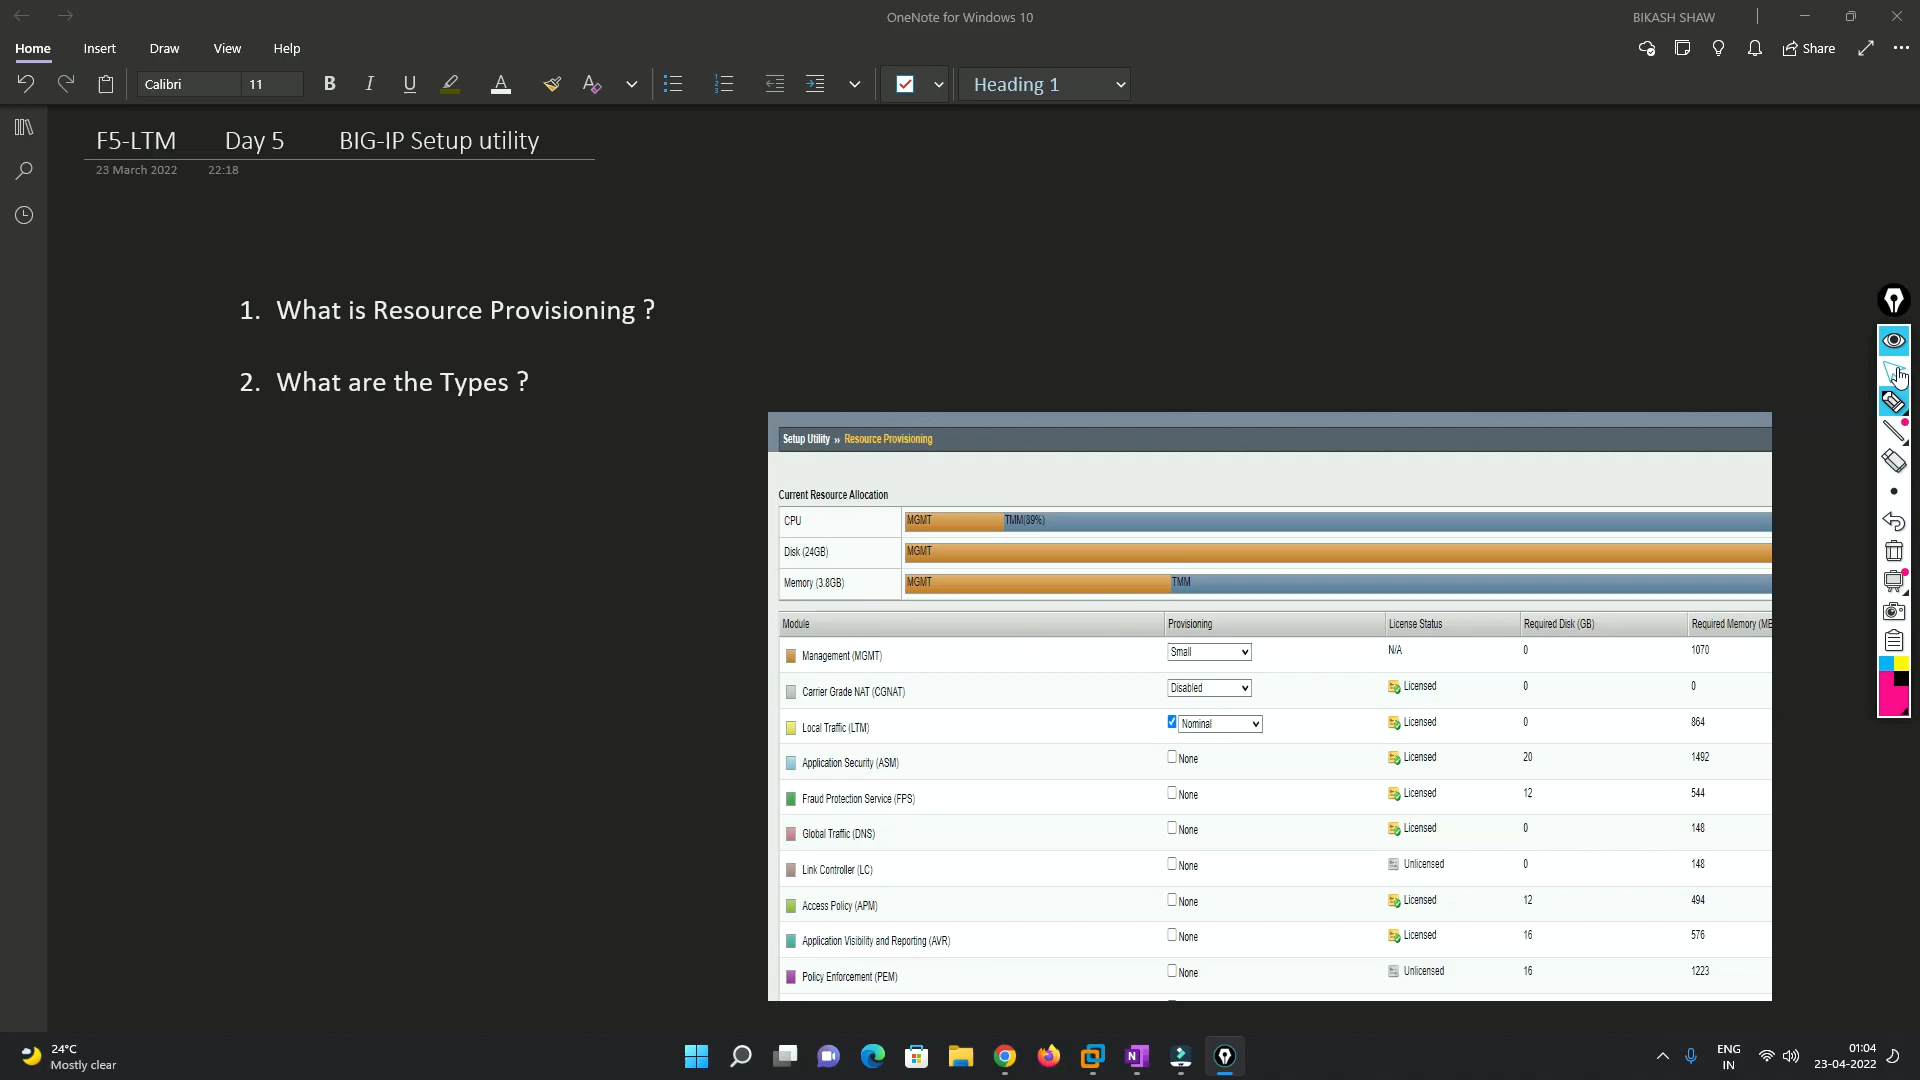 OneNote for Windows 10
BIKASH SHAW
Home Insert Draw View Help
Share
Calibri 11 B I U A A Heading 1
F5-LTM Day 5 BIG-IP Setup utility
23 March 2022 22:18
1. What is Resource Provisioning ?
2. What are the Types ?
Setup Utility » Resource Provisioning
Current Resource Allocation
CPU MGMT TMM(89%)
Disk (24GB) MGMT
Memory (3.8GB) MGMT TMM
Module Provisioning License Status Required Disk (GB) Required Memory (MB
Management (MGMT) Small N/A 0 1070
Carrier Grade NAT (CGNAT) Disabled Licensed 0 0
Local Traffic (LTM) Nominal Licensed 0 864
Application Security (ASM) None Licensed 20 1492
Fraud Protection Service (FPS) None Licensed 12 544
Global Traffic (DNS) None Licensed 0 148
Link Controller (LC) None Unlicensed 0 148
Access Policy (APM) None Licensed 12 494
Application Visibility and Reporting (AVR) None Licensed 16 576
Policy Enforcement (PEM) None Unlicensed 16 1223
24°C
Mostly clear
ENG
IN
01:04
23-04-2022